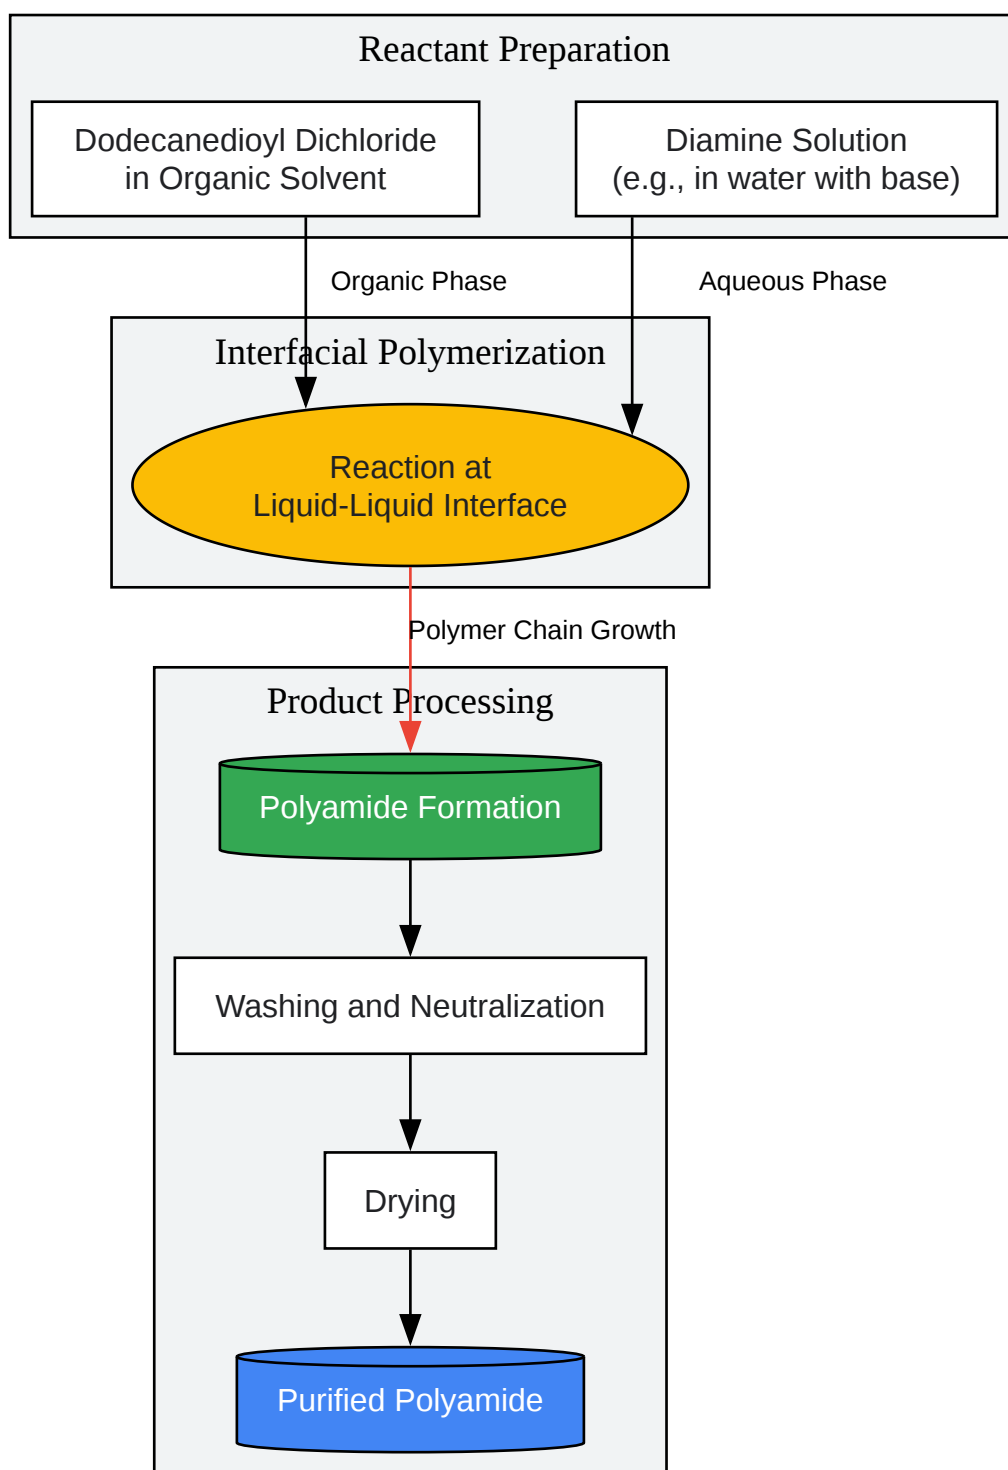 Reactant Preparation
Dodecanedioyl Dichloride
in Organic Solvent
Diamine Solution
(e.g., in water with base)
Organic Phase
Aqueous Phase
Interfacial Polymerization
Reaction at
Liquid-Liquid Interface
Polymer Chain Growth
Product Processing
Polyamide Formation
Washing and Neutralization
Drying
Purified Polyamide